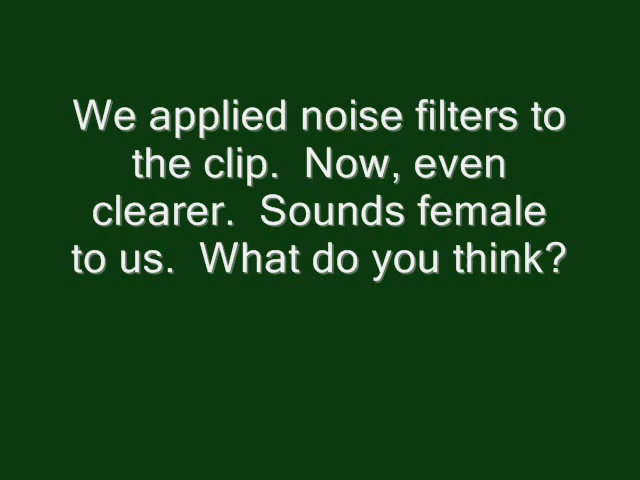 We applied noise filters to
the clip.  Now, even
clearer.  Sounds female
to us.  What do you think?